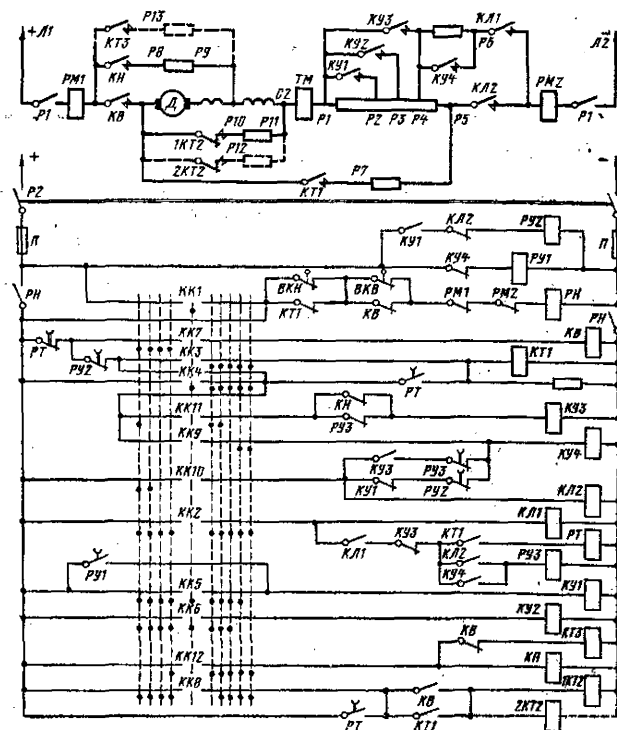 +Л1 КТ3 Р13 КУ3 КЛ1 Л2
КУ2 Р6
РМ1 КН Р8 Р9 С2 ТМ КУ1 КУ4 КЛ2 РМ2
Р1 КВ Д Р1 Р2 Р3 Р4 Р5 Р1
1КТ2 Р10 Р11
2КТ2 Р12
КТ1 Р7
+ −
Р2
П КУ1 КЛ2 РУ2 П
КУ4 РУ1
РН КК1 ВКН ВКВ
КТ1 КВ РМ1 РМ2 РН РН
РТ КК7 КВ
РУ2 КК3 КТ1
КК4 РТ
КК11 КН КУ3
РУ3
КК9 КУ4
КК10 КУ3 РУ3
КУ1 РУ2 КЛ2
КК2 КЛ1
КЛ1 КУ3 КТ1 РТ
КЛ2 РУ3
РУ1 КУ4
КК5 КУ1
КК6 КУ2
КВ КТ3
КК12 КН
КК8 КВ 1КТ2
РТ КТ1 2КТ2